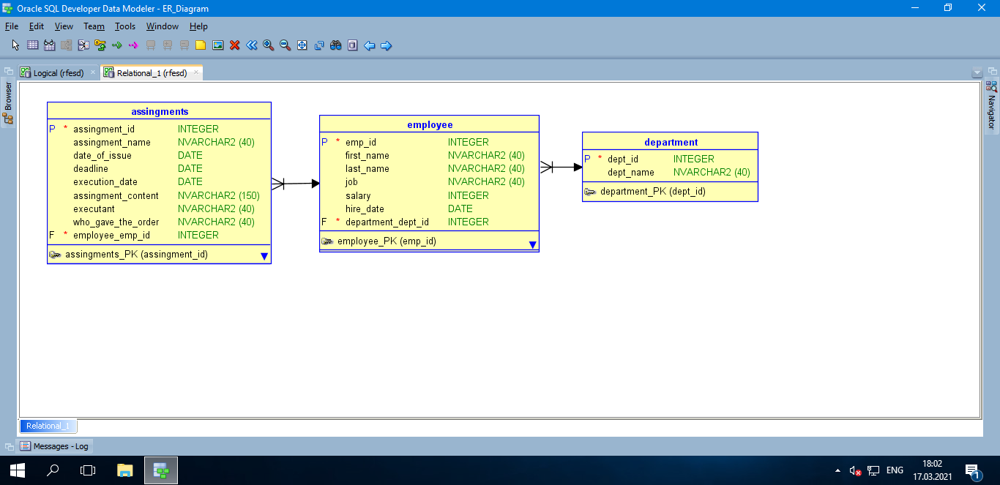 Oracle SQL Developer Data Modeler - ER_Diagram
File Edit View Team Tools Window Help
Logical (rfesd) Relational_1 (rfesd)
Browser
Navigator
assingments
P * assingment_id INTEGER
assingment_name NVARCHAR2 (40)
date_of_issue DATE
deadline DATE
execution_date DATE
assingment_content NVARCHAR2 (150)
executant NVARCHAR2 (40)
who_gave_the_order NVARCHAR2 (40)
F * employee_emp_id INTEGER
assingments_PK (assingment_id)
employee
P * emp_id INTEGER
first_name NVARCHAR2 (40)
last_name NVARCHAR2 (40)
job NVARCHAR2 (40)
salary INTEGER
hire_date DATE
F * department_dept_id INTEGER
employee_PK (emp_id)
department
P * dept_id INTEGER
dept_name NVARCHAR2 (40)
department_PK (dept_id)
Relational_1
Messages - Log
ENG
18:02
17.03.2021
1